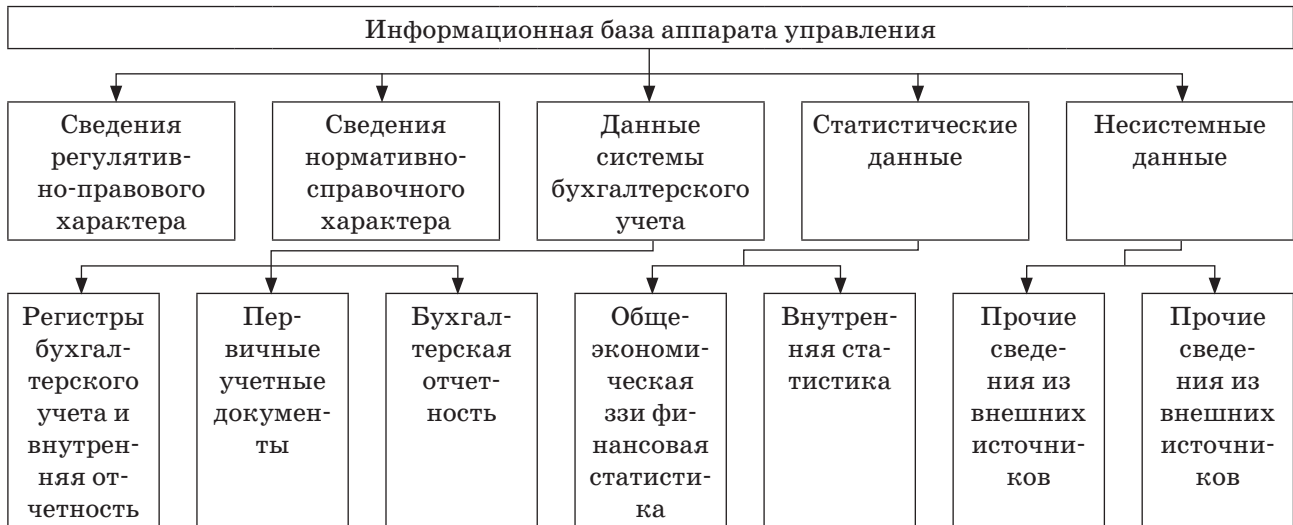 Информационная база аппарата управления
Сведения
регулятив-
но-правового
характера
Сведения
нормативно-
справочного
характера
Данные
системы
бухгалтерского
учета
Статистические
данные
Несистемные
данные
Регистры
бухгал-
терского
учета и
внутрен-
няя от-
четность
Пер-
вичные
учетные
докумен-
ты
Бухгал-
терская
отчет-
ность
Обще-
экономи-
ческая
ззи фи-
нансовая
статисти-
ка
Внутрен-
няя ста-
тистика
Прочие
сведе-
ния из
внешних
источни-
ков
Прочие
сведе-
ния из
внешних
источни-
ков